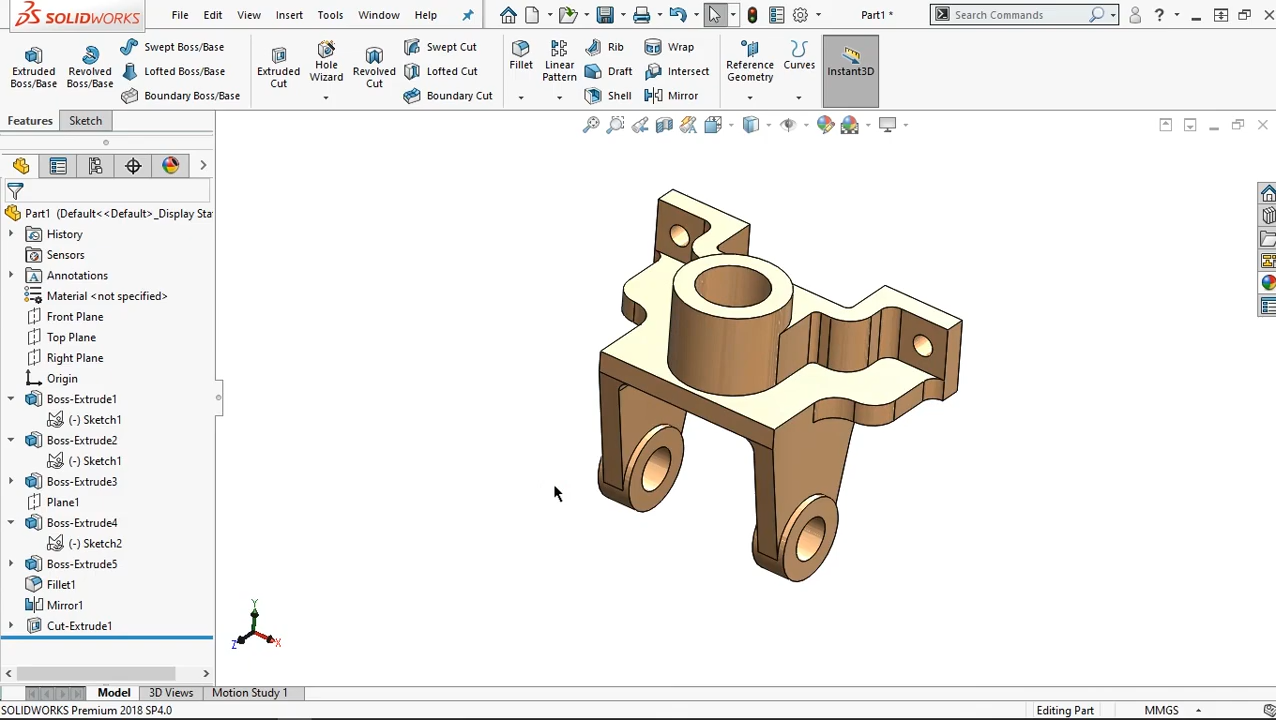 SOLIDWORKS File Edit View Insert Tools Window Help Part1 * Search Commands ?
Extruded Boss/Base
Revolved Boss/Base
Swept Boss/Base
Lofted Boss/Base
Boundary Boss/Base
Extruded Cut
Hole Wizard
Revolved Cut
Swept Cut
Lofted Cut
Boundary Cut
Fillet
Linear Pattern
Rib
Draft
Shell
Wrap
Intersect
Mirror
Reference Geometry
Curves
Instant3D
Features Sketch
Part1 (Default<<Default>_Display Sta
History
Sensors
Annotations
Material <not specified>
Front Plane
Top Plane
Right Plane
Origin
Boss-Extrude1
(-) Sketch1
Boss-Extrude2
(-) Sketch1
Boss-Extrude3
Plane1
Boss-Extrude4
(-) Sketch2
Boss-Extrude5
Fillet1
Mirror1
Cut-Extrude1
Y
Z X
Model 3D Views Motion Study 1
SOLIDWORKS Premium 2018 SP4.0 Editing Part MMGS